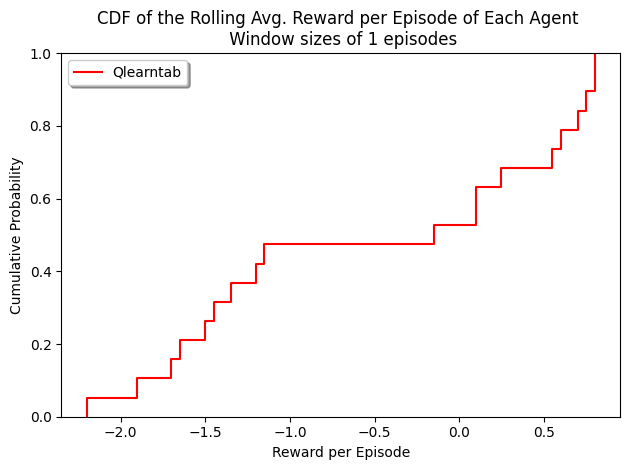 CDF of the Rolling Avg. Reward per Episode of Each Agent
Window sizes of 1 episodes
Qlearntab
Cumulative Probability
1.0
0.8
0.6
0.4
0.2
0.0
−2.0 −1.5 −1.0 −0.5 0.0 0.5
Reward per Episode